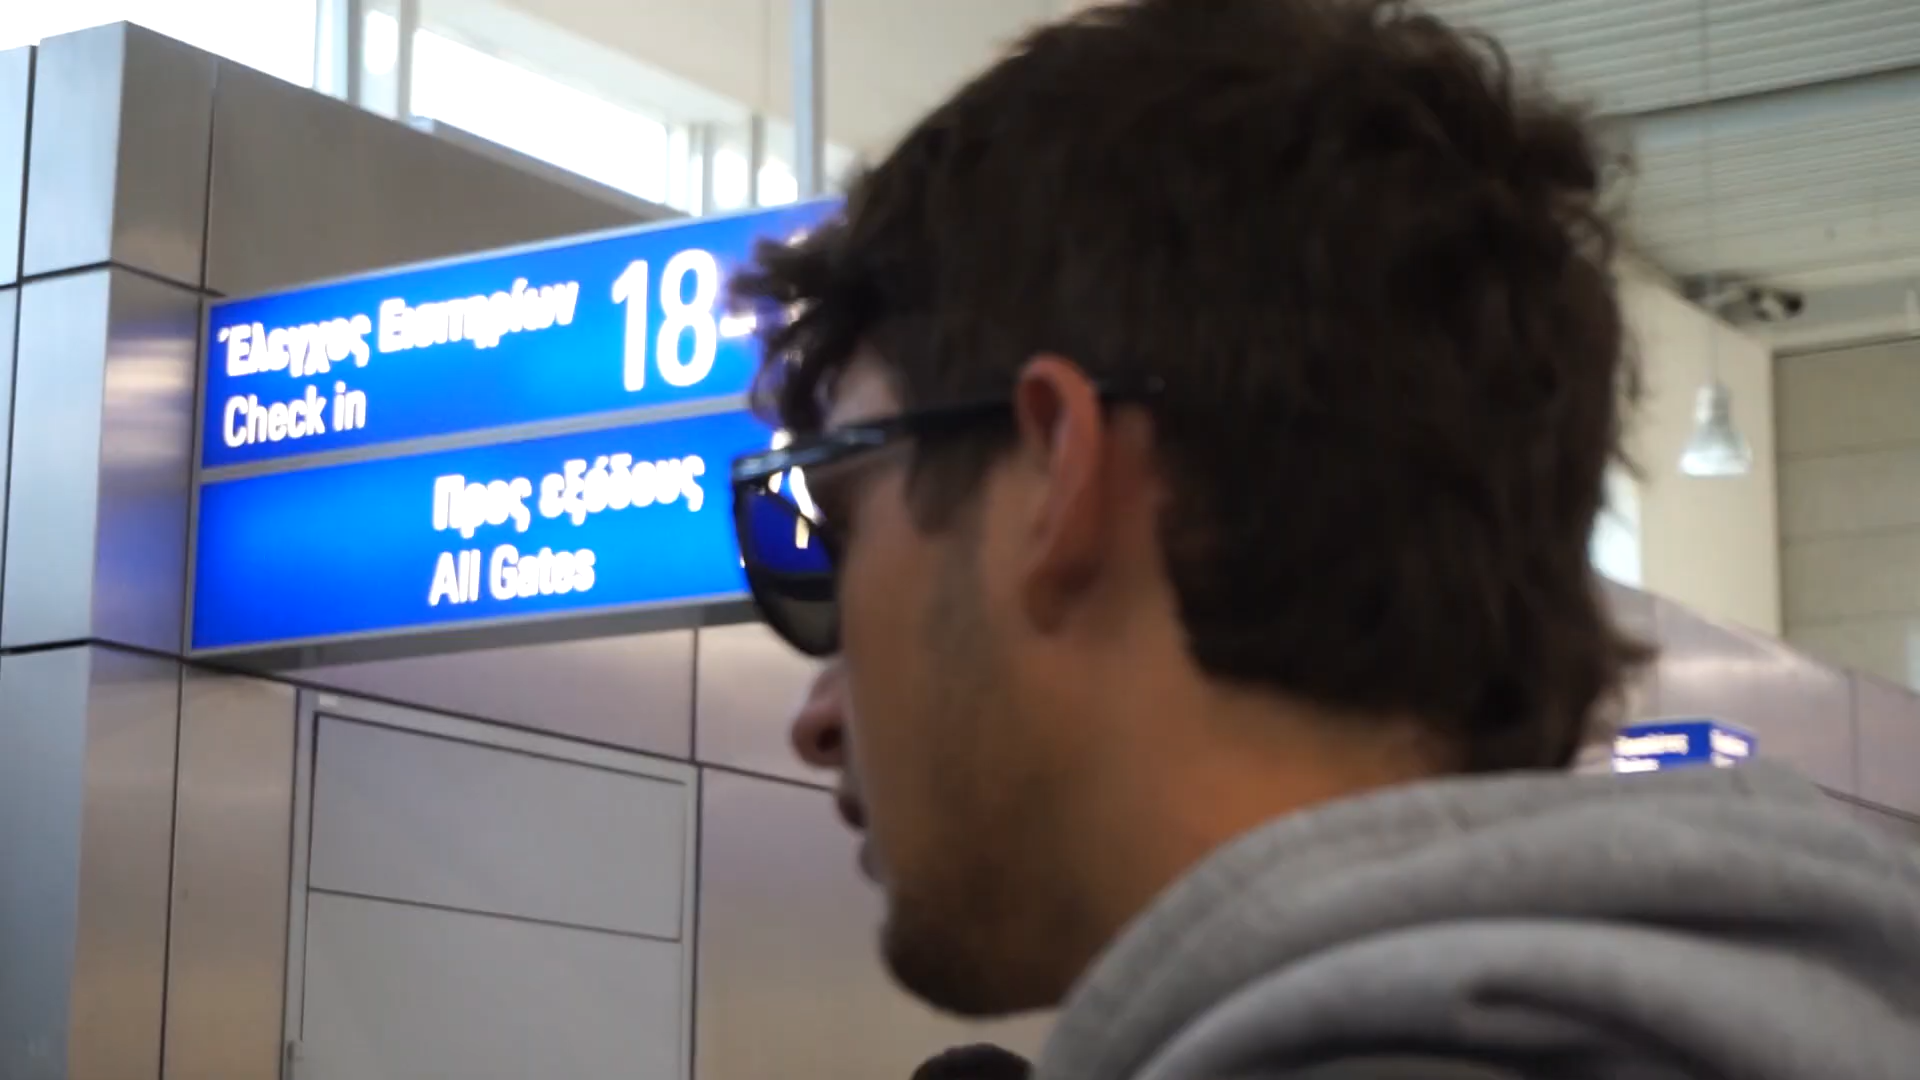 Έλεγχος Εισιτηρίων
Check in
18-
Προς εξόδους
All Gates